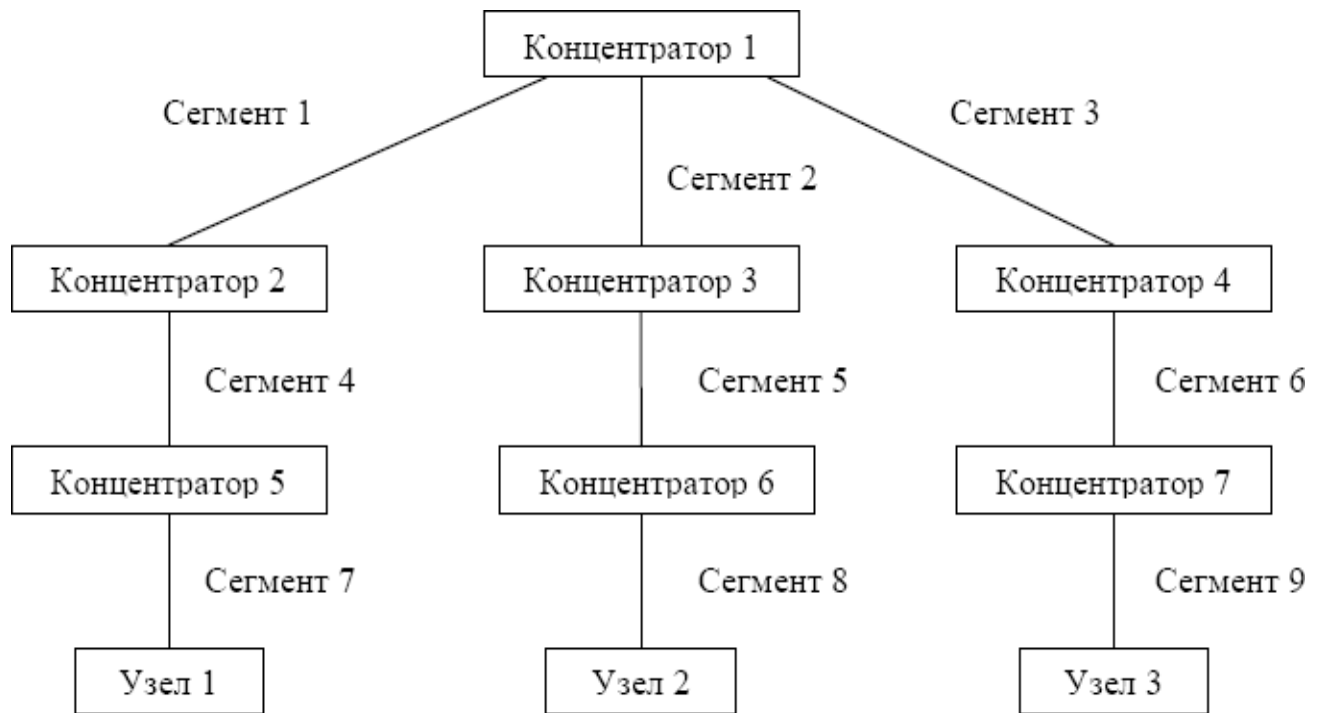 Концентратор 1
Сегмент 1
Сегмент 3
Сегмент 2
Концентратор 2
Концентратор 3
Концентратор 4
Сегмент 4
Сегмент 5
Сегмент 6
Концентратор 5
Концентратор 6
Концентратор 7
Сегмент 7
Сегмент 8
Сегмент 9
Узел 1
Узел 2
Узел 3